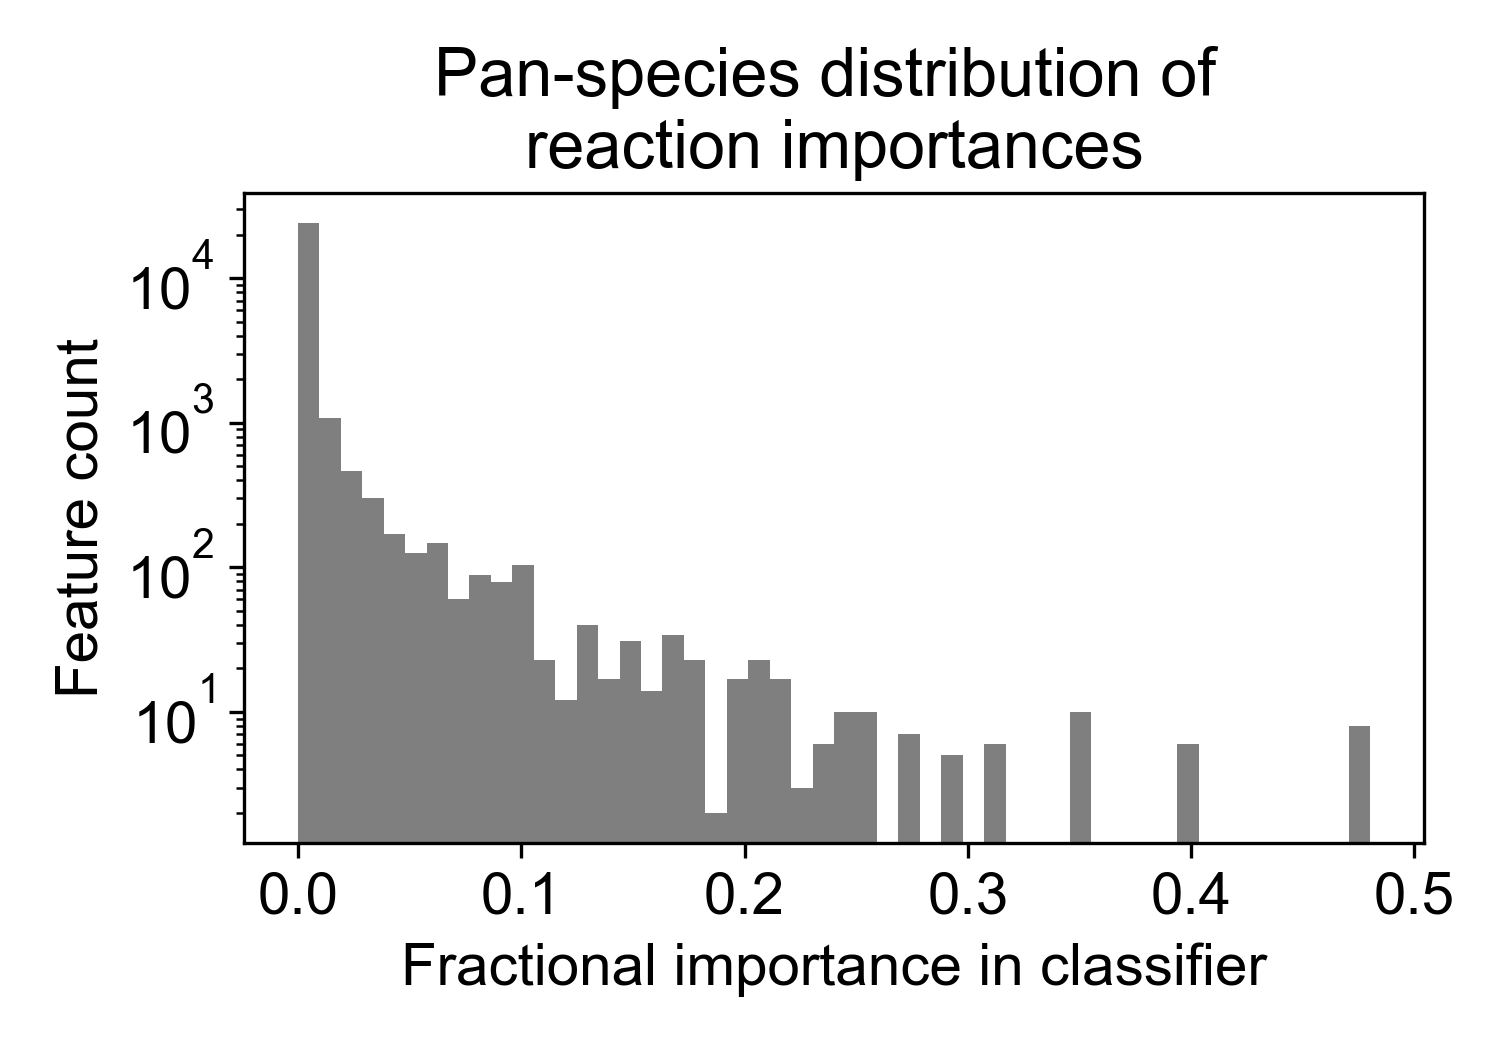 Pan-species distribution of
reaction importances
Feature count
10^4
10^3
10^2
10^1
0.0 0.1 0.2 0.3 0.4 0.5
Fractional importance in classifier